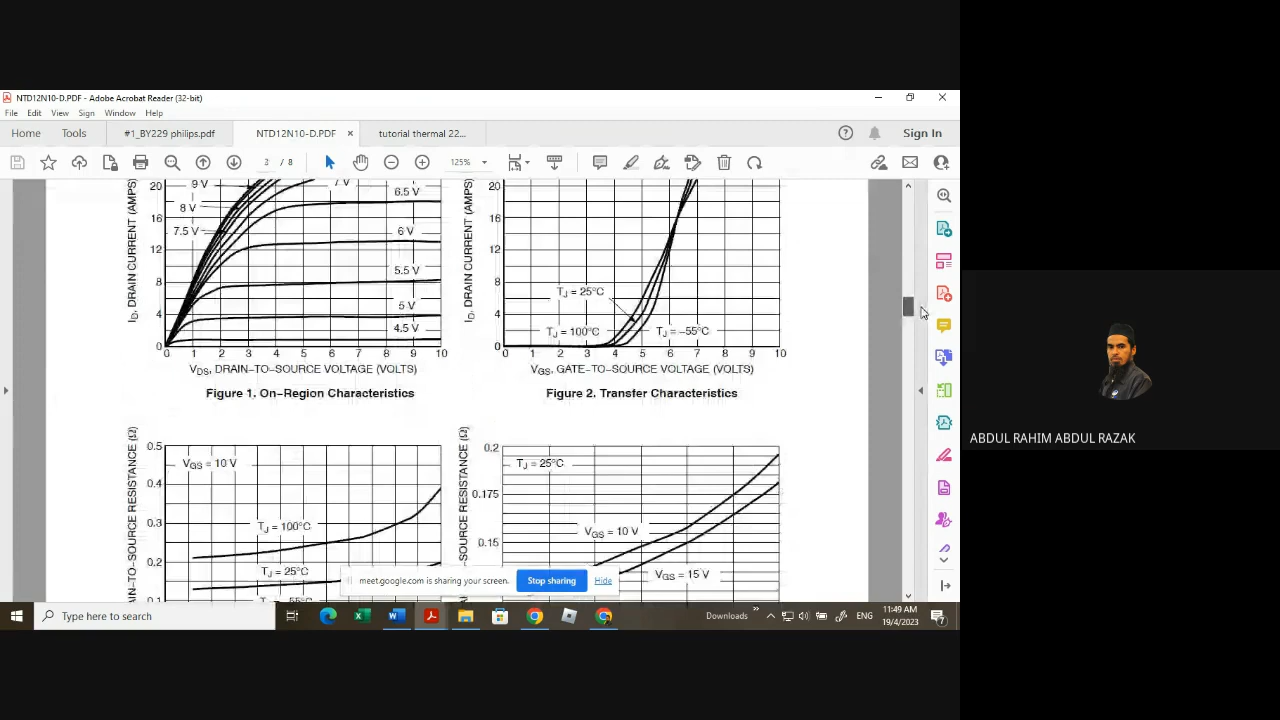 NTD12N10-D.PDF - Adobe Acrobat Reader (32-bit)
File Edit View Sign Window Help
Home Tools #1_BY229 philips.pdf NTD12N10-D.PDF × tutorial thermal 22... Sign In
3 / 8 125%
ID, DRAIN CURRENT (AMPS)
20
16
12
8
4
0
9 V
8 V
7.5 V
7 V
6.5 V
6 V
5.5 V
5 V
4.5 V
0 1 2 3 4 5 6 7 8 9 10
VDS, DRAIN−TO−SOURCE VOLTAGE (VOLTS)
Figure 1. On−Region Characteristics
ID, DRAIN CURRENT (AMPS)
20
16
12
8
4
0
TJ = 25°C
TJ = 100°C
TJ = −55°C
0 1 2 3 4 5 6 7 8 9 10
VGS, GATE−TO−SOURCE VOLTAGE (VOLTS)
Figure 2. Transfer Characteristics
-TO−SOURCE RESISTANCE (Ω)
0.5
0.4
0.3
0.2
0.1
VGS = 10 V
TJ = 100°C
TJ = 25°C
−SOURCE RESISTANCE (Ω)
0.2
0.175
0.15
TJ = 25°C
VGS = 10 V
VGS = 15 V
meet.google.com is sharing your screen. Stop sharing Hide
Type here to search
Downloads
ENG
11:49 AM
19/4/2023
7
ABDUL RAHIM ABDUL RAZAK